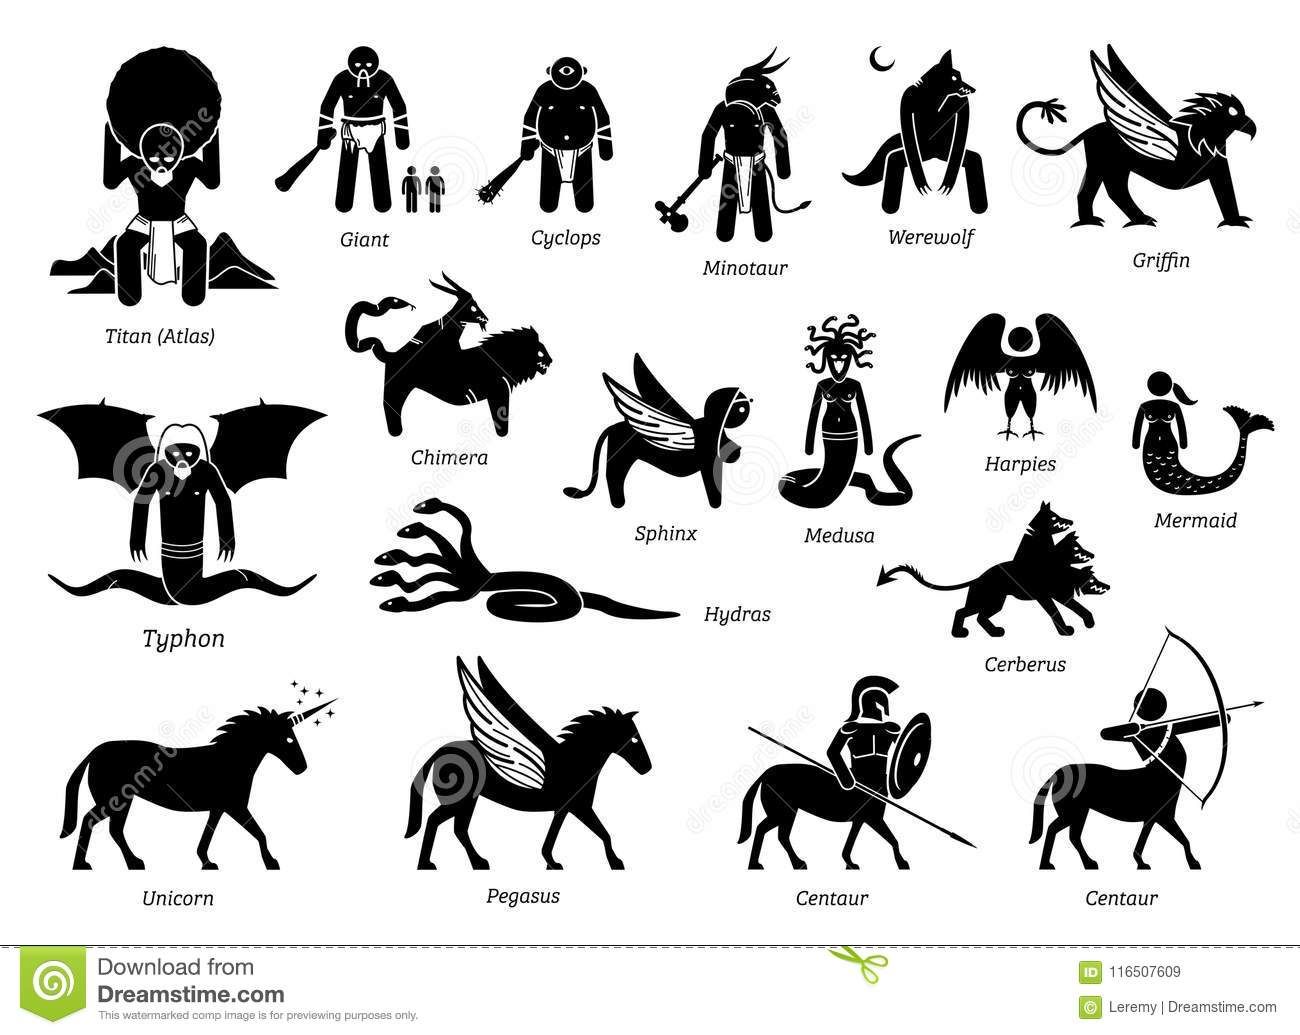 Giant
Cyclops
Minotaur
Werewolf
Griffin
Titan (Atlas)
Chimera
Sphinx
Medusa
Harpies
Mermaid
Typhon
Hydras
Cerberus
Unicorn
Pegasus
Centaur
Centaur
Download from
Dreamstime.com
This watermarked comp image is for previewing purposes only.
ID 116507609
© Leremy | Dreamstime.com
dreamstime